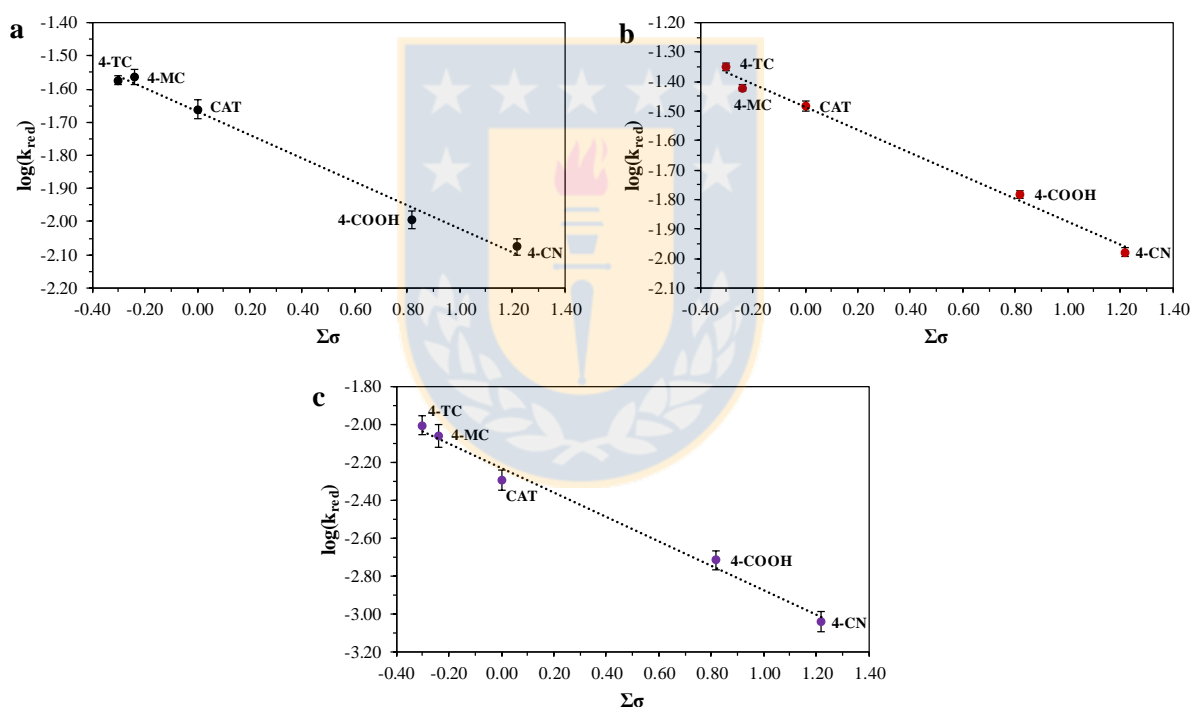 a
-1.40
-1.50
-1.60
-1.70
-1.80
-1.90
-2.00
-2.10
-2.20
log(k_red)
4-TC
4-MC
CAT
4-COOH
4-CN
-0.40 -0.20 0.00 0.20 0.40 0.60 0.80 1.00 1.20 1.40
Σσ
b
-1.20
-1.30
-1.40
-1.50
-1.60
-1.70
-1.80
-1.90
-2.00
-2.10
log(k_red)
4-TC
4-MC
CAT
4-COOH
4-CN
-0.40 -0.20 0.00 0.20 0.40 0.60 0.80 1.00 1.20 1.40
Σσ
c
-1.80
-2.00
-2.20
-2.40
-2.60
-2.80
-3.00
-3.20
log(k_red)
4-TC
4-MC
CAT
4-COOH
4-CN
-0.40 -0.20 0.00 0.20 0.40 0.60 0.80 1.00 1.20 1.40
Σσ